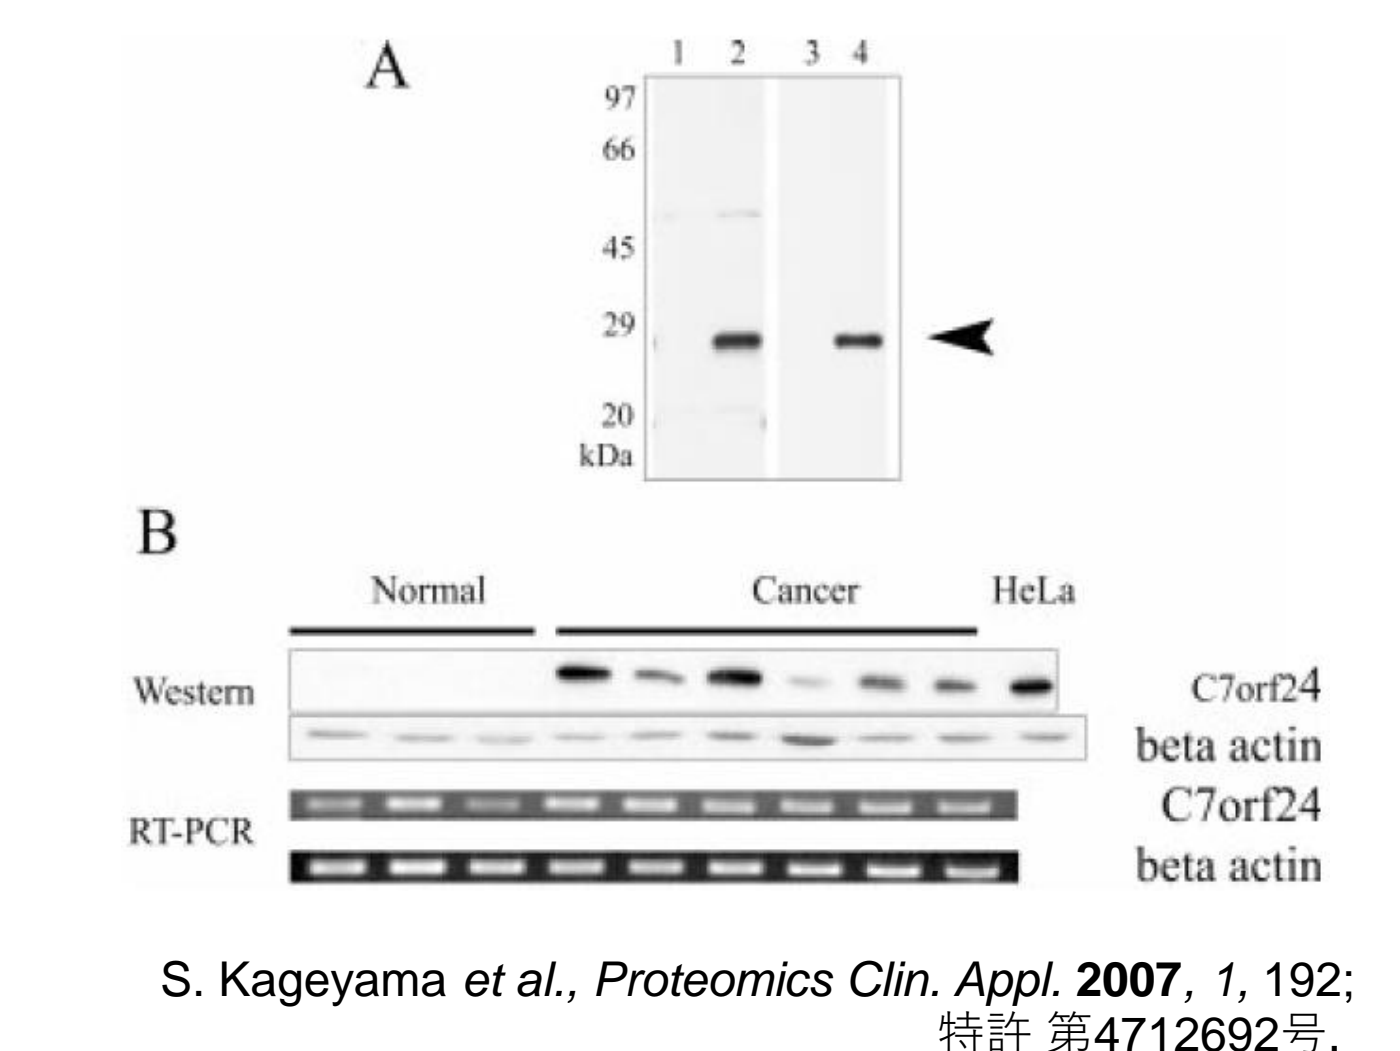 A
1 2 3 4
97
66
45
29
20
kDa
B
Normal Cancer HeLa
Western C7orf24
beta actin
RT-PCR C7orf24
beta actin
S. Kageyama et al., Proteomics Clin. Appl. 2007, 1, 192;
特許 第4712692号.